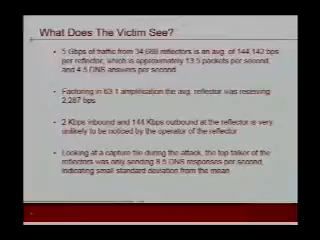 What Does The Victim See?
• 5 Gbps of traffic from 34,688 reflectors is an avg. of 144,142 bps
per reflector, which is approximately 13.5 packets per second,
and 4.5 DNS answers per second
• Factoring in 63:1 amplification the avg. reflector was receiving
2,287 bps
• 2 Kbps inbound and 144 Kbps outbound at the reflector is very
unlikely to be noticed by the operator of the reflector
• Looking at a capture file during the attack, the top talker of the
reflectors was only sending 8.5 DNS responses per second,
indicating small standard deviation from the mean